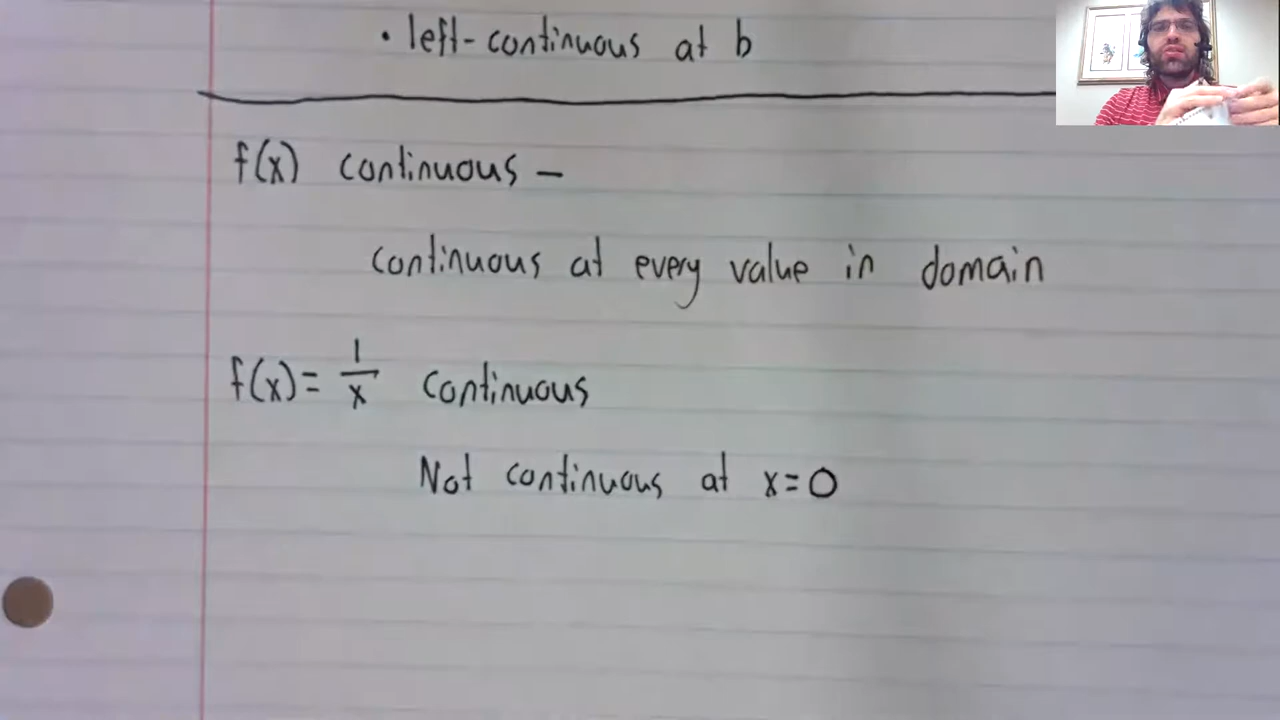 • left-continuous at b
f(x) continuous —
continuous at every value in domain
f(x) = 1/x continuous
Not continuous at x=0